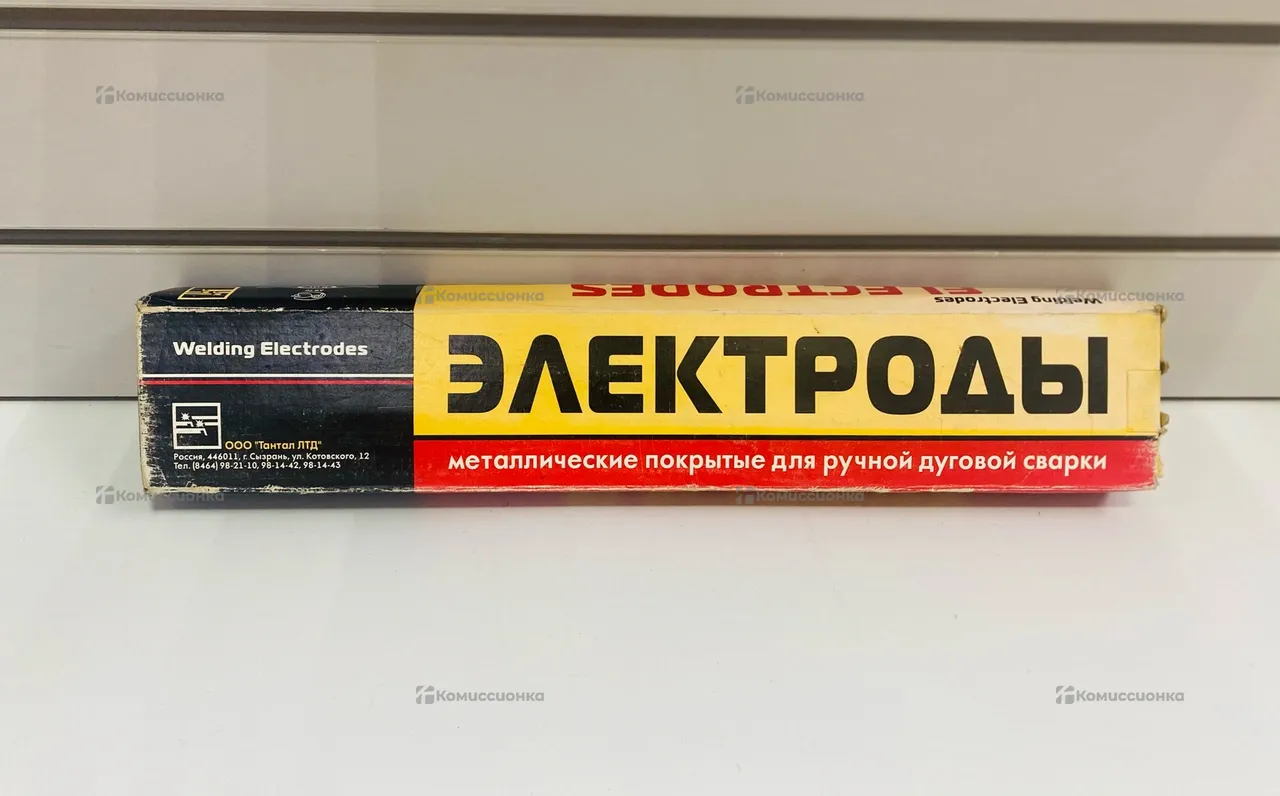 Комиссионка
Комиссионка
ELECTRODES
Welding Electrodes
Комиссионка
Комиссионка
Welding Electrodes
ЭЛЕКТРОДЫ
ООО "Тантал ЛТД"
Россия, 446011, г. Сызрань, ул. Котовского, 12
Тел. (8464) 98-21-10, 98-14-42, 98-14-43
металлические покрытые для ручной дуговой сварки
Комиссионка
Комиссионка
Комиссионка
Комиссионка